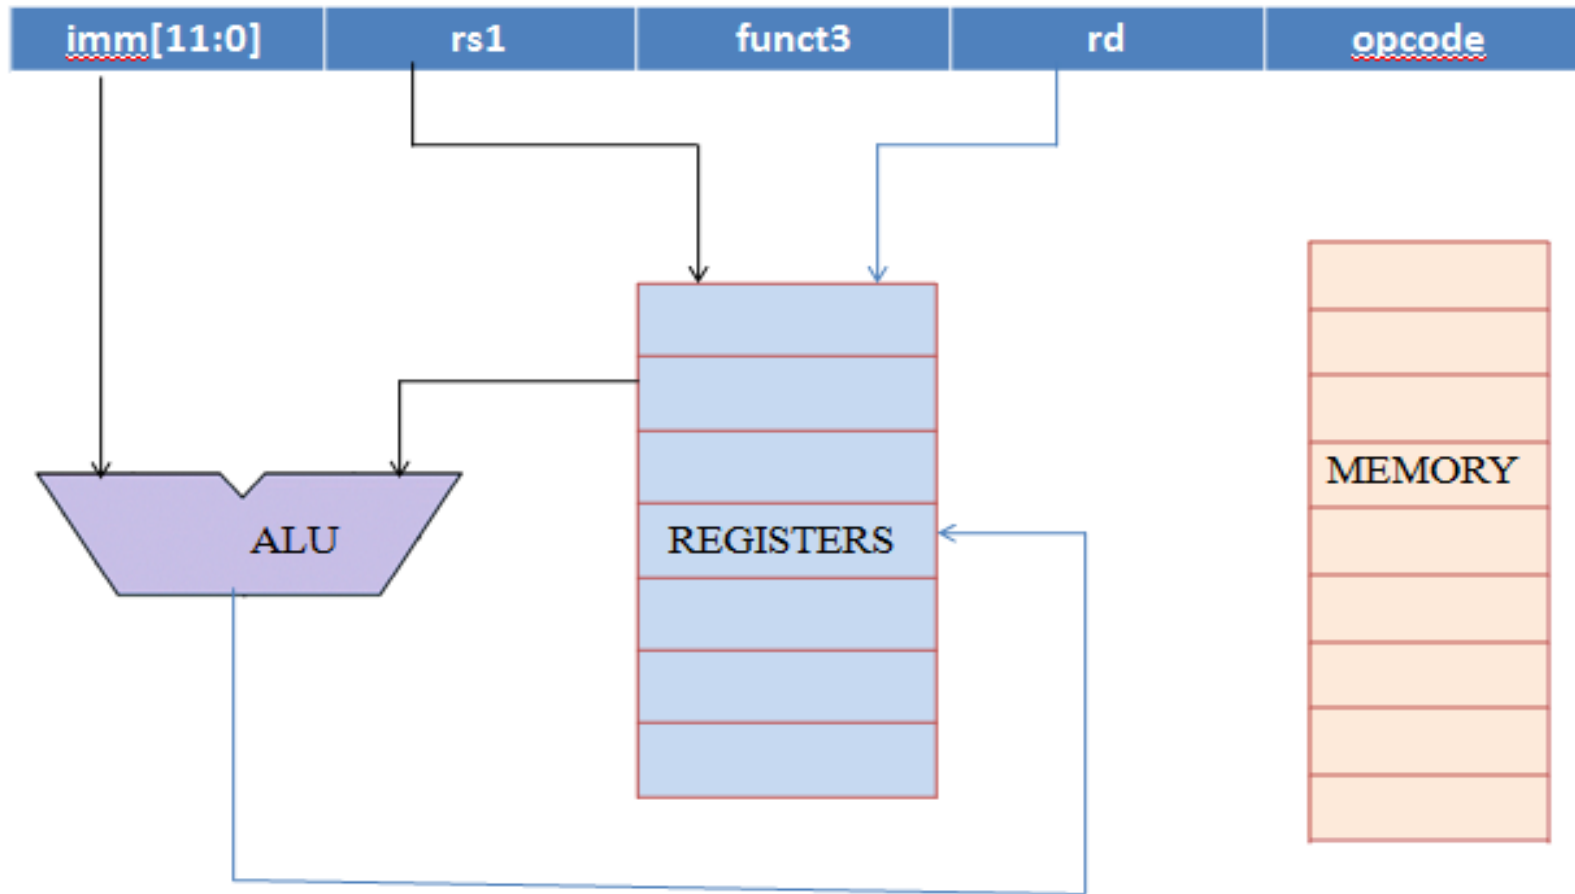 imm[11:0] rs1 funct3 rd opcode
MEMORY
ALU
REGISTERS